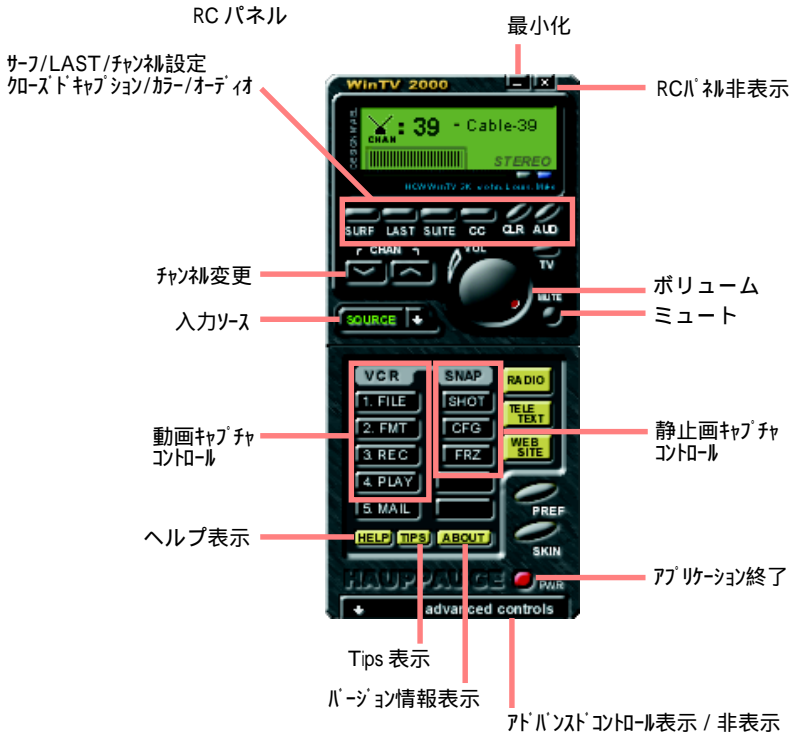 RC パネル
最小化
サーフ/LAST/チャンネル設定
クローズドキャプション/カラー/オーディオ
RCパネル非表示
WinTV 2000
CHAN : 39 - Cable-39
STEREO
SURF LAST SUITE CC CLR AUD
CHAN
VOL
TV
チャンネル変更
ボリューム
MUTE
ミュート
入力ソース
SOURCE
VCR SNAP RADIO
1. FILE SHOT
TELE TEXT
2. FMT CFG
WEB SITE
3. REC FRZ
動画キャプチャ
コントロール
静止画キャプチャ
コントロール
4. PLAY
5. MAIL
PREF
ヘルプ表示
HELP TIPS ABOUT
SKIN
HAUPPAUGE
PWR
アプリケーション終了
advanced controls
Tips 表示
バージョン情報表示
アドバンスドコントロール表示 / 非表示